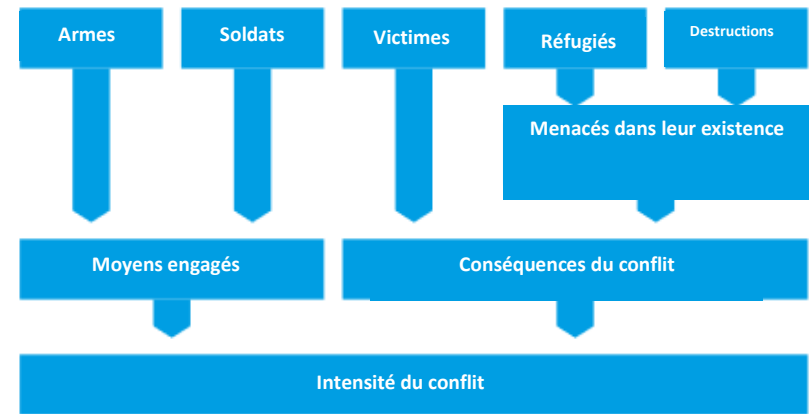 Armes
Soldats
Victimes
Réfugiés
Destructions
Menacés dans leur existence
Moyens engagés
Conséquences du conflit
Intensité du conflit